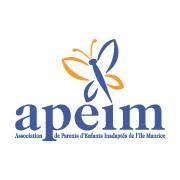 apeim
Association de Parents d'Enfants Inadaptés de l'Ile Maurice